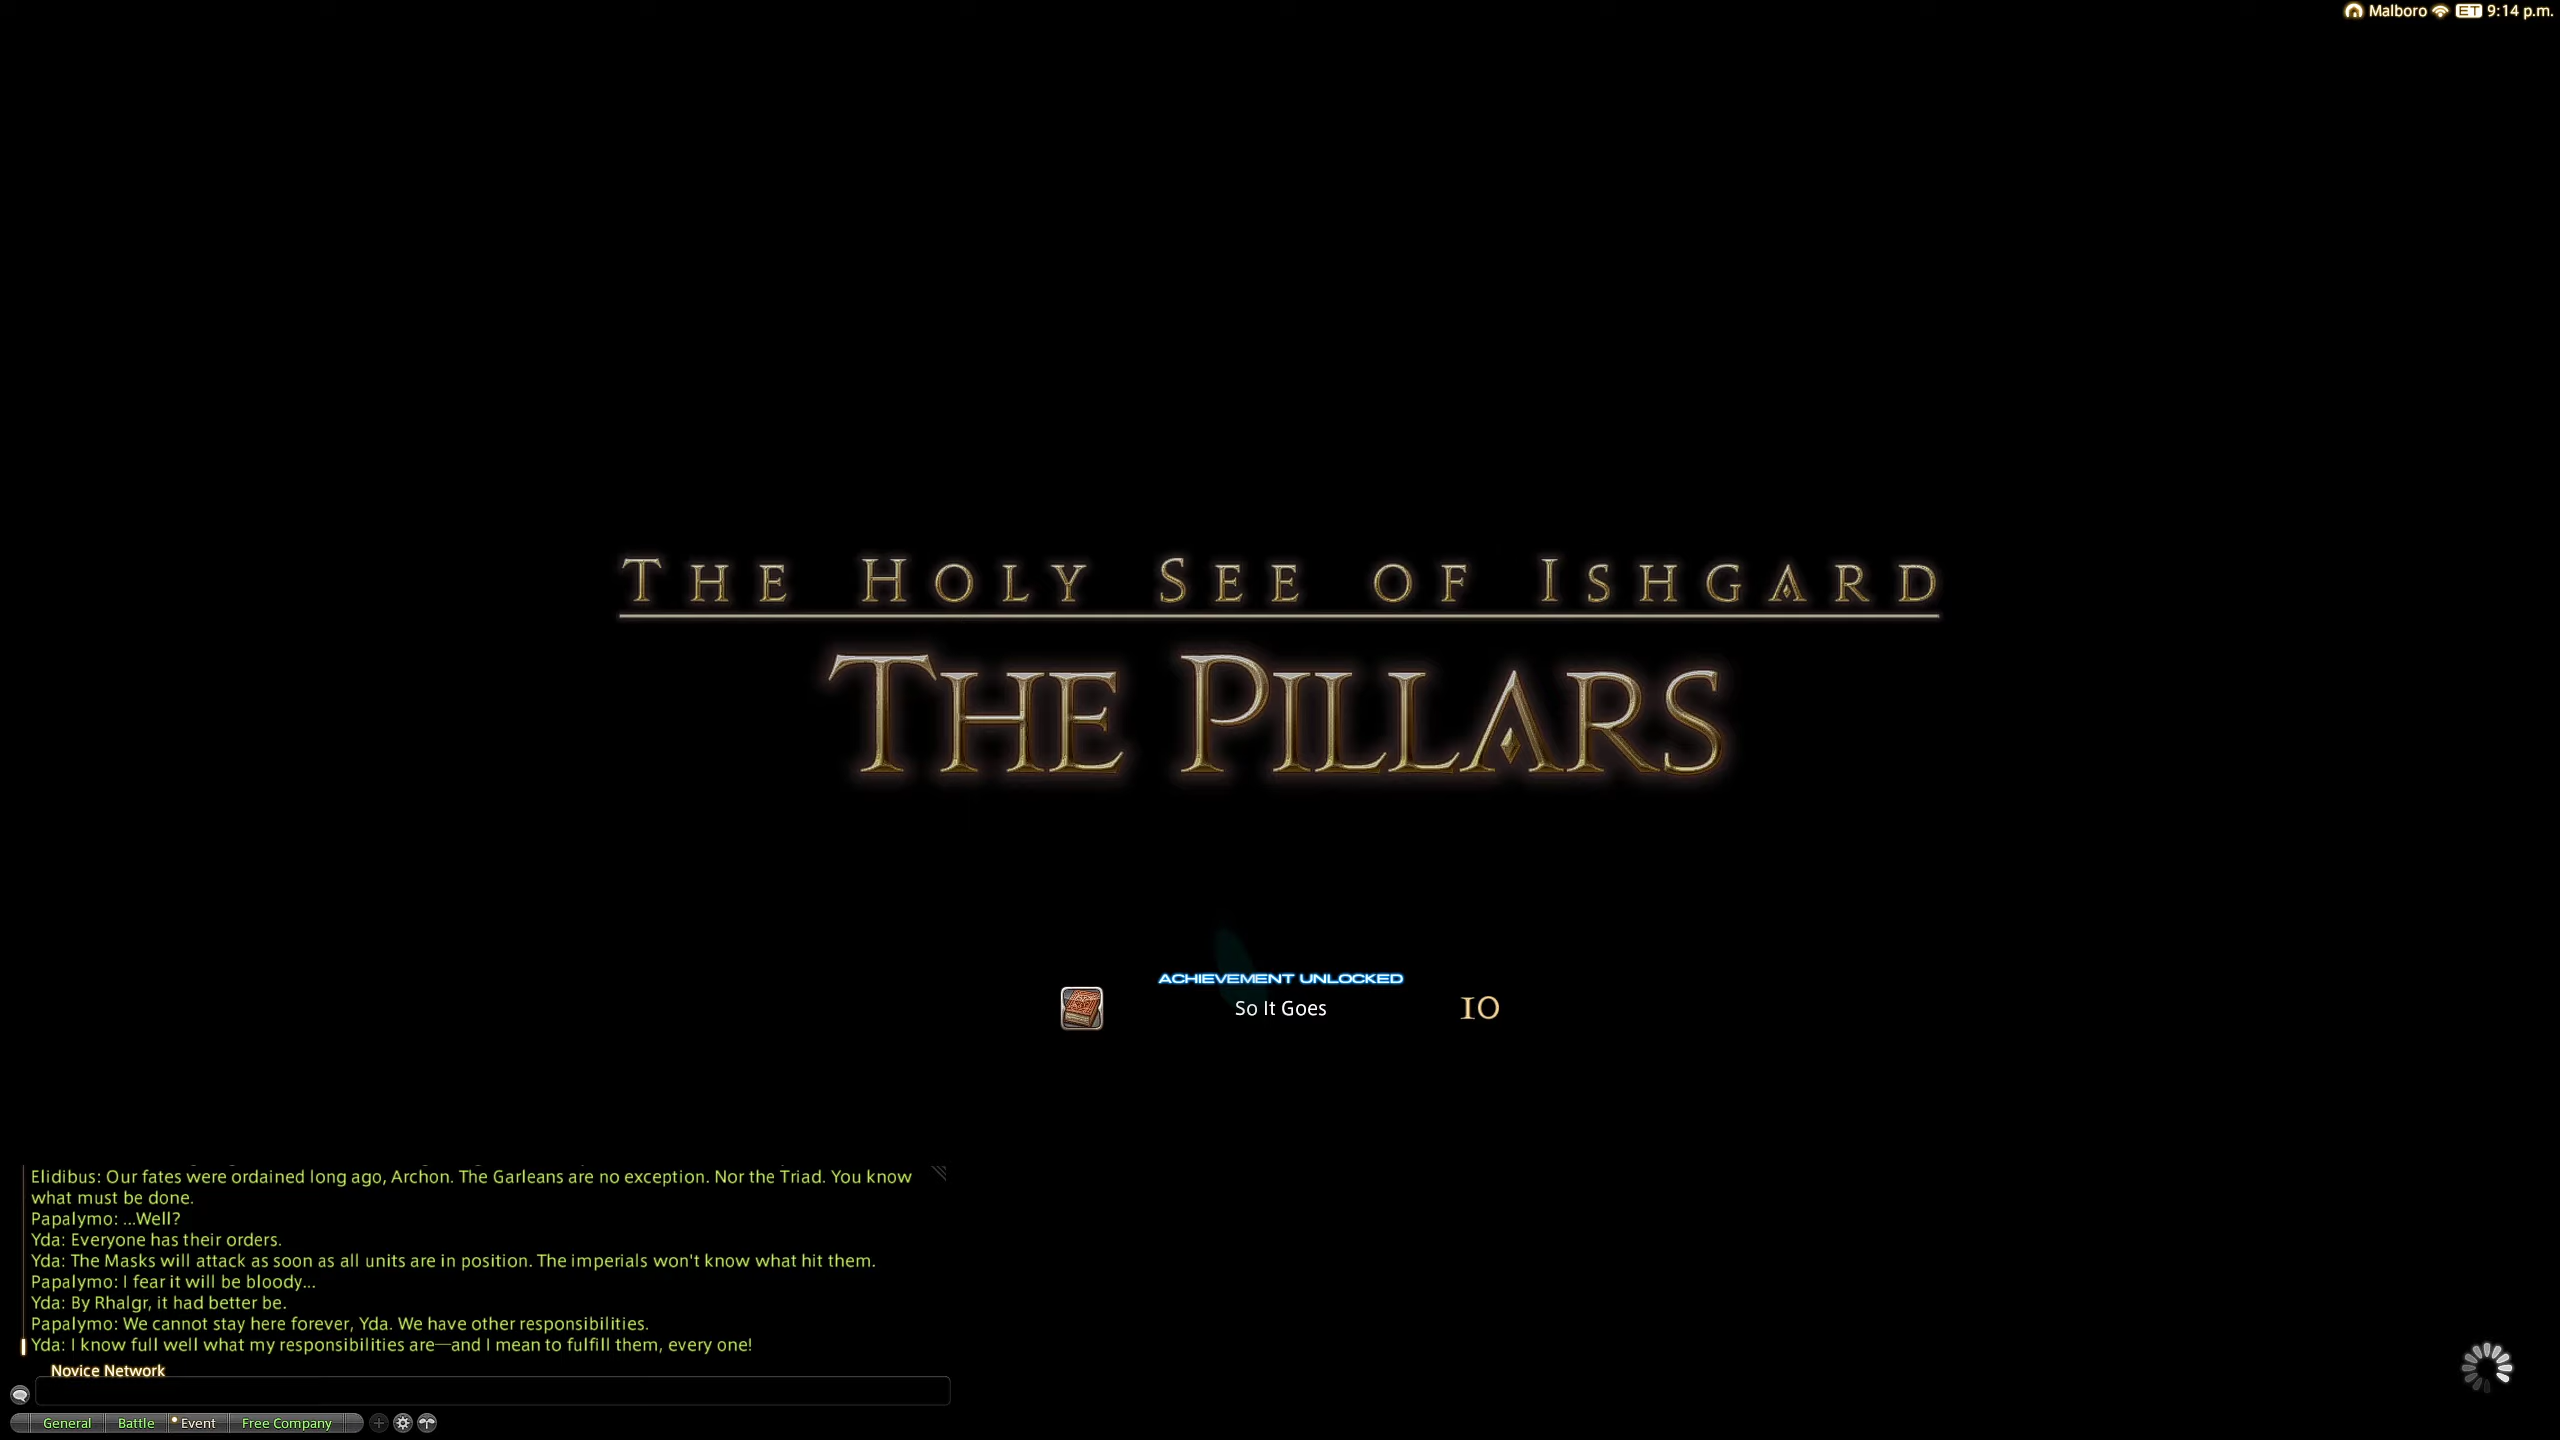 Malboro ET 9:14 p.m.
THE HOLY SEE OF ISHGARD
THE PILLARS
ACHIEVEMENT UNLOCKED
So It Goes
10
Elidibus: Our fates were ordained long ago, Archon. The Garleans are no exception. Nor the Triad. You know
what must be done.
Papalymo: ...Well?
Yda: Everyone has their orders.
Yda: The Masks will attack as soon as all units are in position. The imperials won't know what hit them.
Papalymo: I fear it will be bloody...
Yda: By Rhalgr, it had better be.
Papalymo: We cannot stay here forever, Yda. We have other responsibilities.
Yda: I know full well what my responsibilities are—and I mean to fulfill them, every one!
Novice Network
General Battle Event Free Company